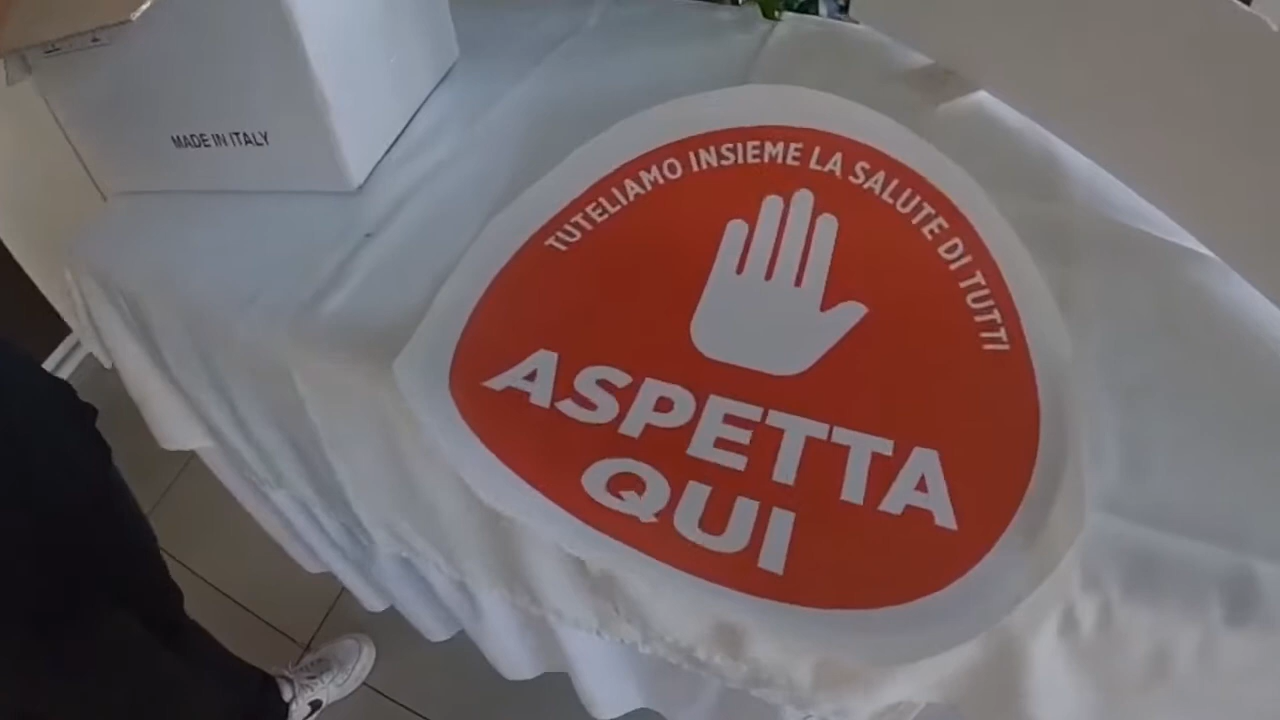 MADE IN ITALY
TUTELIAMO INSIEME LA SALUTE DI TUTTI
ASPETTA
QUI